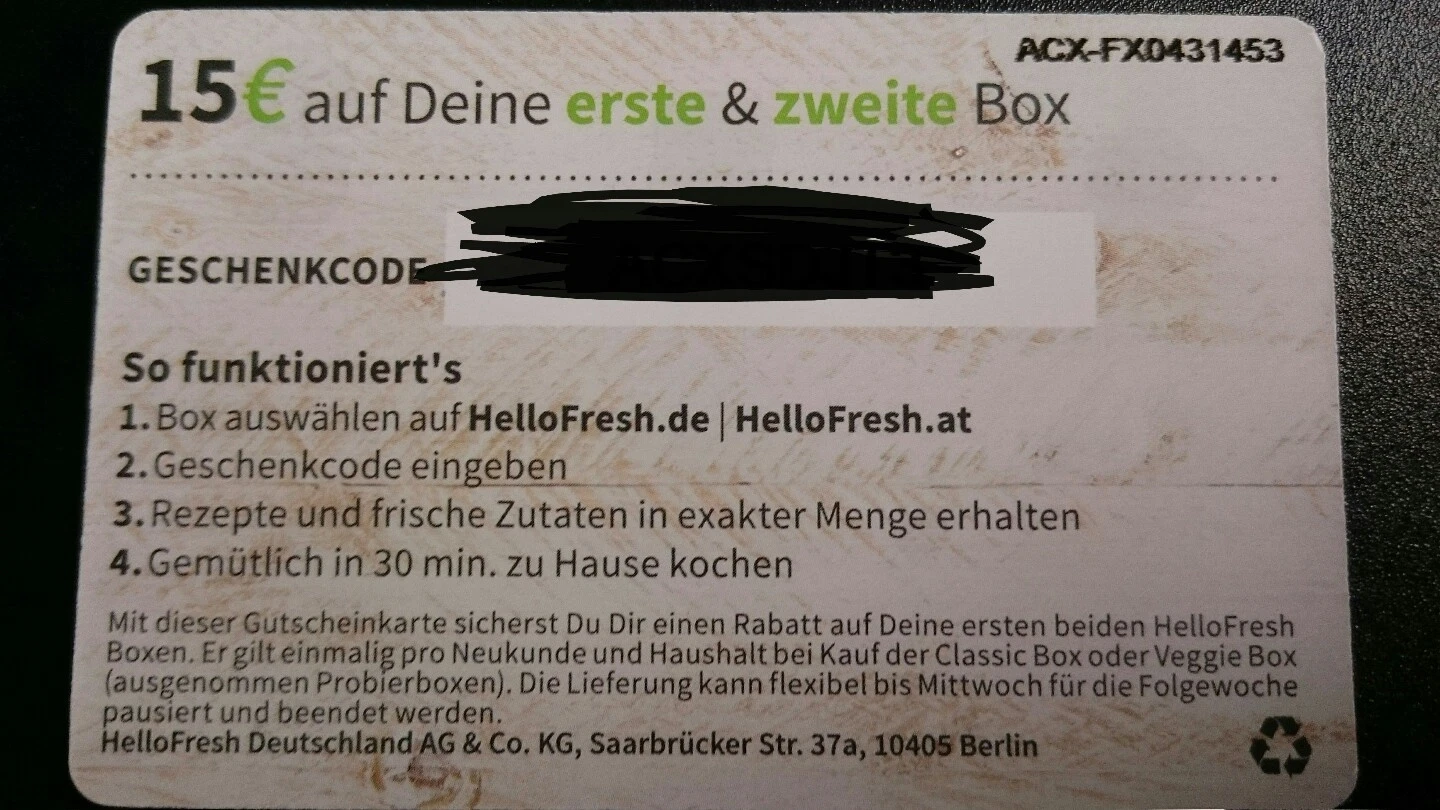 ACX-FX0431453
15€ auf Deine erste & zweite Box
GESCHENKCODE
So funktioniert's
1. Box auswählen auf HelloFresh.de | HelloFresh.at
2. Geschenkcode eingeben
3. Rezepte und frische Zutaten in exakter Menge erhalten
4. Gemütlich in 30 min. zu Hause kochen
Mit dieser Gutscheinkarte sicherst Du Dir einen Rabatt auf Deine ersten beiden HelloFresh
Boxen. Er gilt einmalig pro Neukunde und Haushalt bei Kauf der Classic Box oder Veggie Box
(ausgenommen Probierboxen). Die Lieferung kann flexibel bis Mittwoch für die Folgewoche
pausiert und beendet werden.
HelloFresh Deutschland AG & Co. KG, Saarbrücker Str. 37a, 10405 Berlin